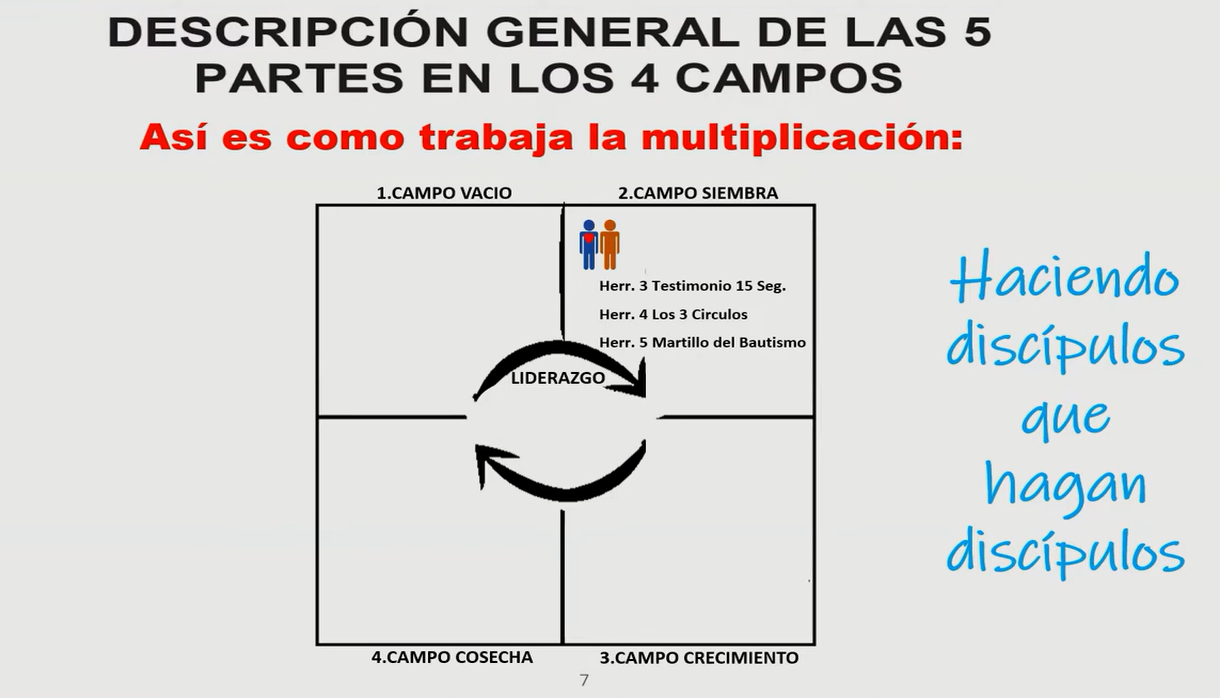 DESCRIPCIÓN GENERAL DE LAS 5
PARTES EN LOS 4 CAMPOS
Así es como trabaja la multiplicación:
1.CAMPO VACIO
2.CAMPO SIEMBRA
Herr. 3 Testimonio 15 Seg.
Herr. 4 Los 3 Circulos
Herr. 5 Martillo del Bautismo
LIDERAZGO
4.CAMPO COSECHA
3.CAMPO CRECIMIENTO
Haciendo
discípulos
que
hagan
discípulos
7